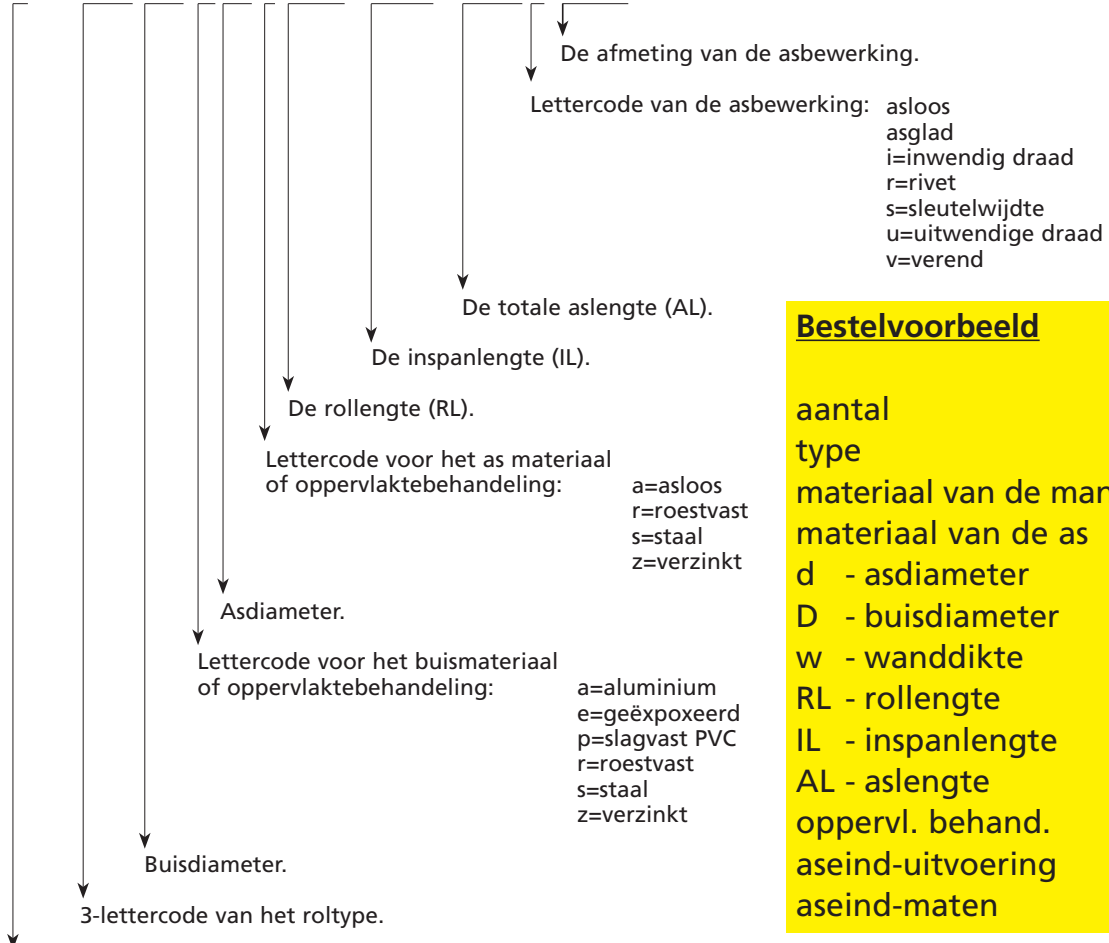 De afmeting van de asbewerking.
Lettercode van de asbewerking:
asloos
asglad
i=inwendig draad
r=rivet
s=sleutelwijdte
u=uitwendige draad
v=verend
De totale aslengte (AL).
De inspanlengte (IL).
De rollengte (RL).
Lettercode voor het as materiaal
of oppervlaktebehandeling:
a=asloos
r=roestvast
s=staal
z=verzinkt
Asdiameter.
Lettercode voor het buismateriaal
of oppervlaktebehandeling:
a=aluminium
e=geëxpoxeerd
p=slagvast PVC
r=roestvast
s=staal
z=verzinkt
Buisdiameter.
3-lettercode van het roltype.
Bestelvoorbeeld
aantal
type
materiaal van de man
materiaal van de as
d - asdiameter
D - buisdiameter
w - wanddikte
RL - rollengte
IL - inspanlengte
AL - aslengte
oppervl. behand.
aseind-uitvoering
aseind-maten